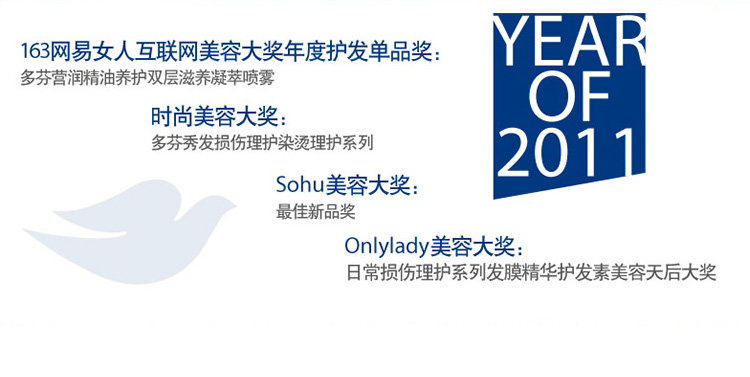 163网易女人互联网美容大奖年度护发单品奖：
多芬营润精油养护双层滋养凝萃喷雾
时尚美容大奖：
多芬秀发损伤理护染烫理护系列
Sohu美容大奖：
最佳新品奖
Onlylady美容大奖：
日常损伤理护系列发膜精华护发素美容天后大奖
YEAR
OF
2011